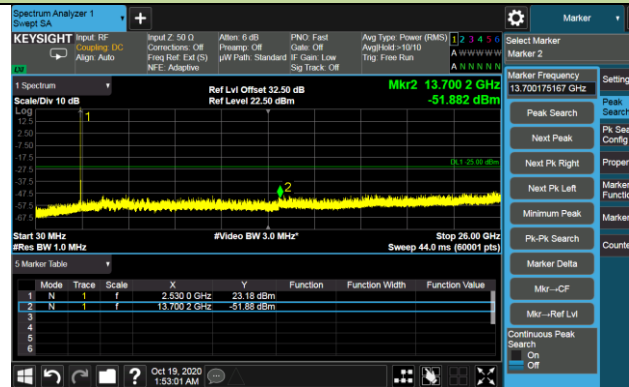 Spectrum Analyzer 1
Swept SA
+
Marker
KEYSIGHT
Input: RF
Coupling: DC
Align: Auto
Input Z: 50 Ω
Corrections: Off
Freq Ref: Ext (S)
NFE: Adaptive
Atten: 6 dB
Preamp: Off
µW Path: Standard
PNO: Fast
Gate: Off
IF Gain: Low
Sig Track: Off
Avg Type: Power (RMS)
Avg|Hold:>10/10
Trig: Free Run
1 2 3 4 5 6
A W W W W W
A N N N N N
LXI
Select Marker
Marker 2
1 Spectrum
Scale/Div 10 dB
Log
Ref Lvl Offset 32.50 dB
Ref Level 22.50 dBm
Mkr2 13.700 2 GHz
-51.882 dBm
12.5
2.50
-7.50
-17.5
-27.5
-37.5
-47.5
-57.5
-67.5
1
2
DL1 -25.00 dBm
Start 30 MHz
#Res BW 1.0 MHz
#Video BW 3.0 MHz*
Stop 26.00 GHz
Sweep 44.0 ms (60001 pts)
5 Marker Table
Mode Trace Scale X Y Function Function Width Function Value
1 N 1 f 2.530 0 GHz 23.18 dBm
2 N 1 f 13.700 2 GHz -51.88 dBm
3
4
5
6
Marker Frequency
13.700175167 GHz
Peak Search
Next Peak
Next Pk Right
Next Pk Left
Minimum Peak
Pk-Pk Search
Marker Delta
Mkr→CF
Mkr→Ref Lvl
Continuous Peak
Search
On
Off
Setting
Peak
Search
Pk Sea
Config
Proper
Marker
Functio
Marker
Counte
?
Oct 19, 2020
1:53:01 AM